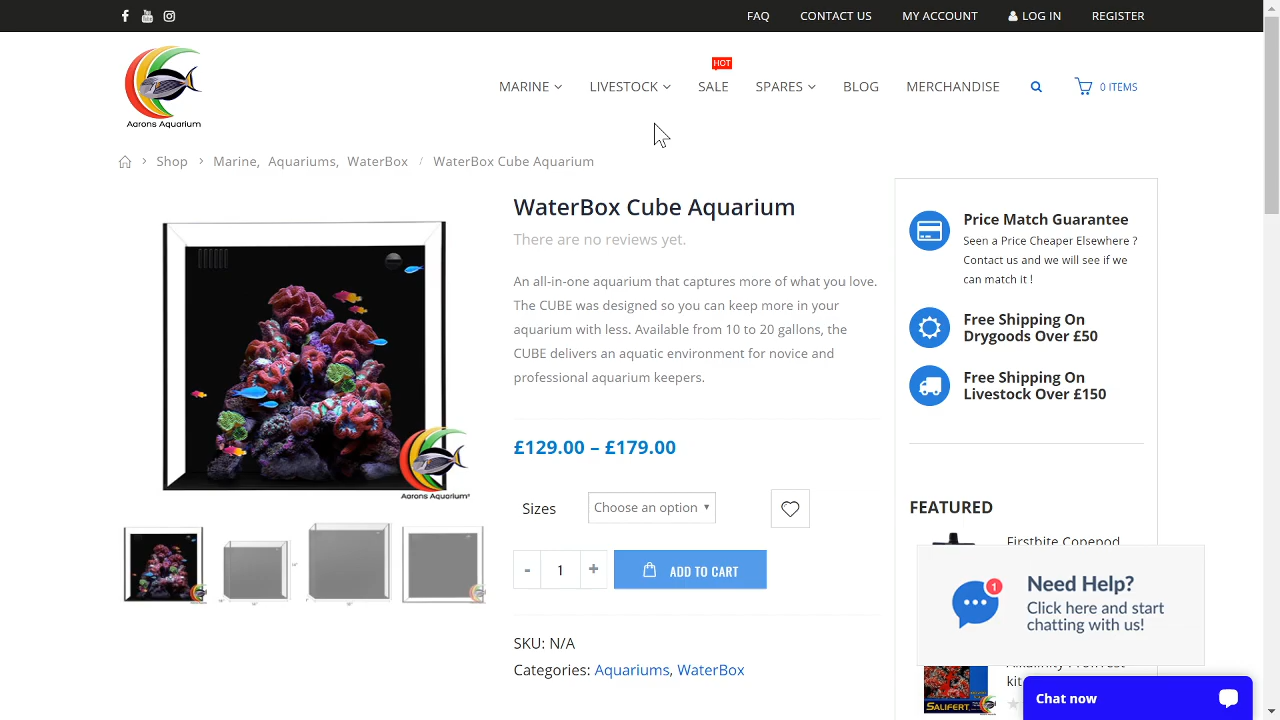 FAQ
CONTACT US
MY ACCOUNT
LOG IN
REGISTER
Aarons Aquarium
MARINE
LIVESTOCK
HOT
SALE
SPARES
BLOG
MERCHANDISE
0 ITEMS
Shop > Marine, Aquariums, WaterBox / WaterBox Cube Aquarium
WaterBox Cube Aquarium
There are no reviews yet.
An all-in-one aquarium that captures more of what you love.
The CUBE was designed so you can keep more in your
aquarium with less. Available from 10 to 20 gallons, the
CUBE delivers an aquatic environment for novice and
professional aquarium keepers.
£129.00 – £179.00
Sizes
Choose an option
- 1 +
ADD TO CART
SKU: N/A
Categories: Aquariums, WaterBox
Aarons Aquarium®
Price Match Guarantee
Seen a Price Cheaper Elsewhere ?
Contact us and we will see if we
can match it !
Free Shipping On
Drygoods Over £50
Free Shipping On
Livestock Over £150
FEATURED
Firstbite Copepod
Need Help?
1
Click here and start
chatting with us!
kit
SALIFERT
Chat now